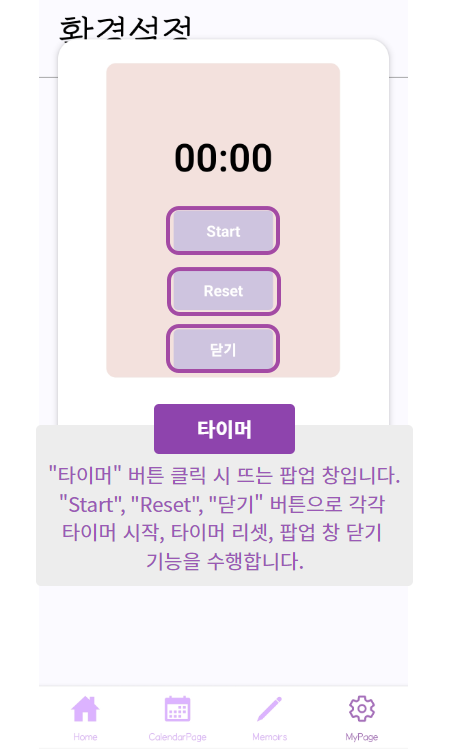 환경설정
00:00
Start
Reset
닫기
타이머
"타이머" 버튼 클릭 시 뜨는 팝업 창입니다.
"Start", "Reset", "닫기" 버튼으로 각각
타이머 시작, 타이머 리셋, 팝업 창 닫기
기능을 수행합니다.
Home CalendarPage Memoirs MyPage